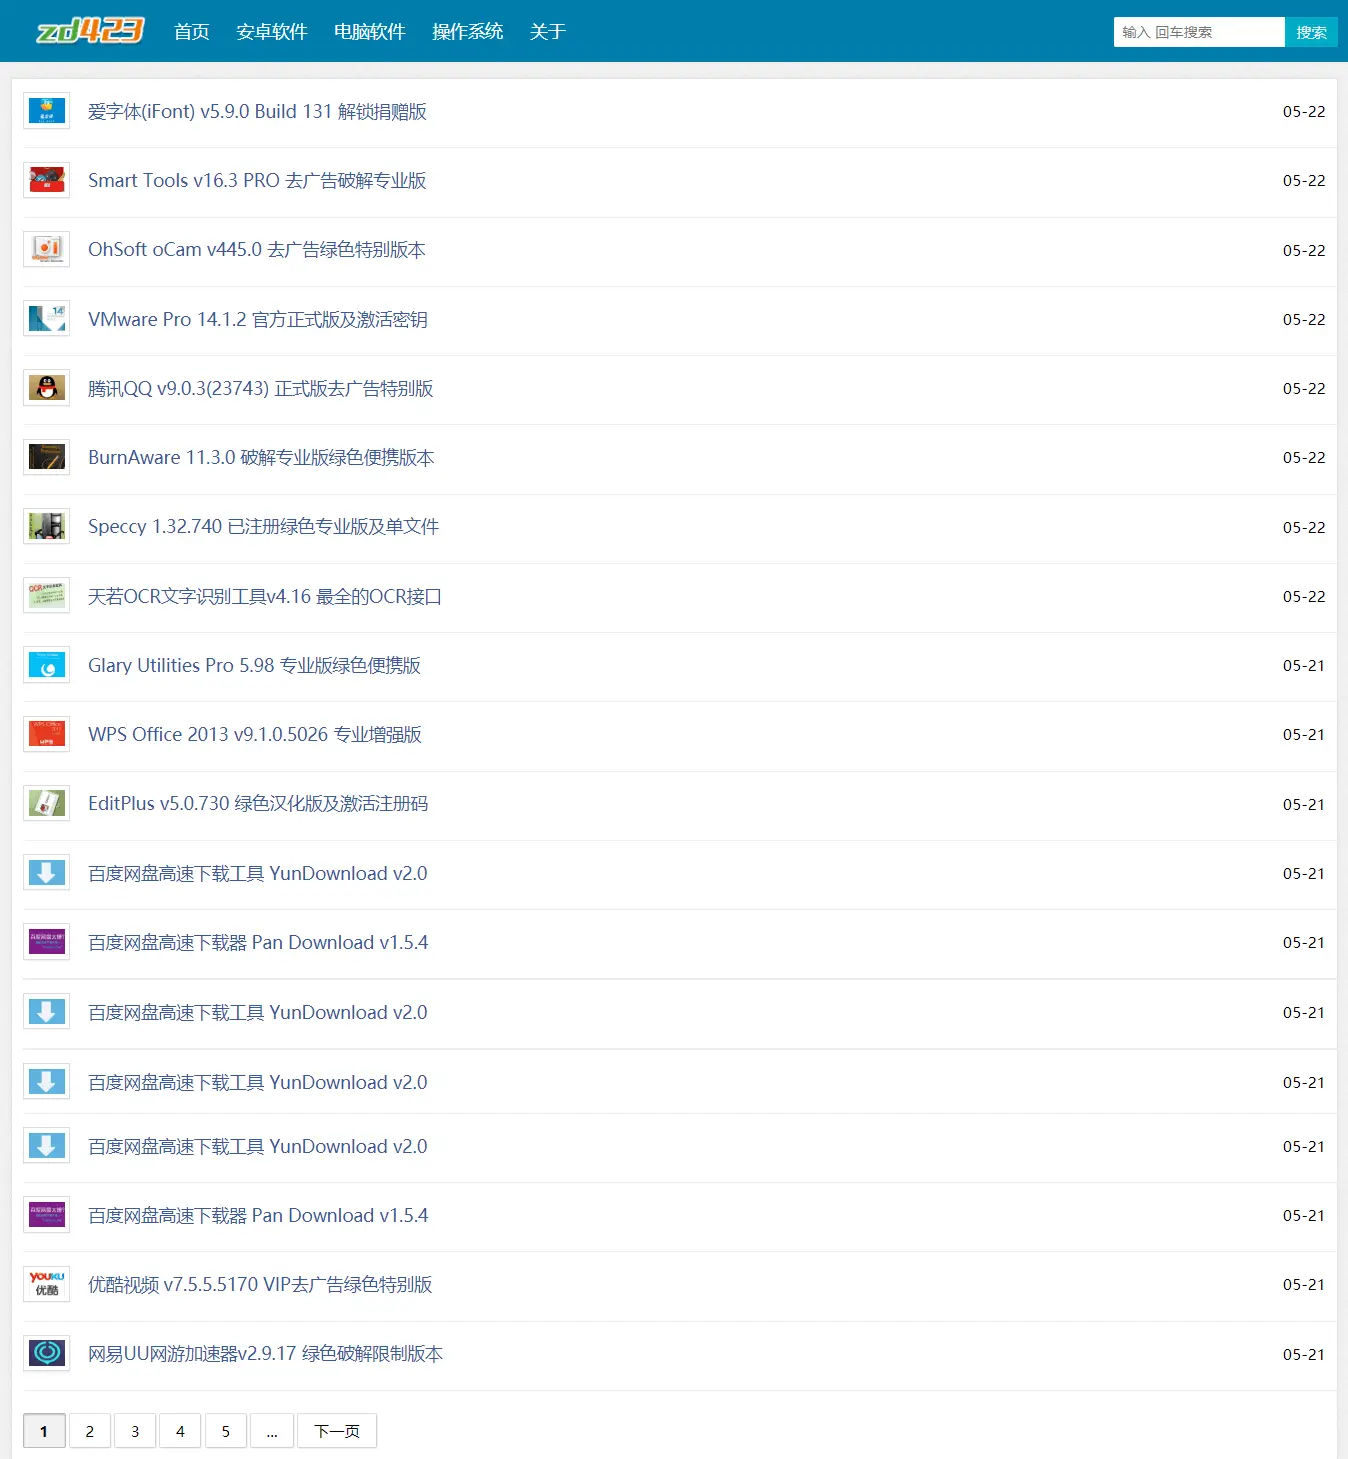 zd423 首页 安卓软件 电脑软件 操作系统 关于 输入 回车搜索 搜索
爱字体(iFont) v5.9.0 Build 131 解锁捐赠版 05-22
Smart Tools v16.3 PRO 去广告破解专业版 05-22
OhSoft oCam v445.0 去广告绿色特别版本 05-22
VMware Pro 14.1.2 官方正式版及激活密钥 05-22
腾讯QQ v9.0.3(23743) 正式版去广告特别版 05-22
BurnAware 11.3.0 破解专业版绿色便携版本 05-22
Speccy 1.32.740 已注册绿色专业版及单文件 05-22
天若OCR文字识别工具v4.16 最全的OCR接口 05-22
Glary Utilities Pro 5.98 专业版绿色便携版 05-21
WPS Office 2013 v9.1.0.5026 专业增强版 05-21
EditPlus v5.0.730 绿色汉化版及激活注册码 05-21
百度网盘高速下载工具 YunDownload v2.0 05-21
百度网盘高速下载器 Pan Download v1.5.4 05-21
百度网盘高速下载工具 YunDownload v2.0 05-21
百度网盘高速下载工具 YunDownload v2.0 05-21
百度网盘高速下载工具 YunDownload v2.0 05-21
百度网盘高速下载器 Pan Download v1.5.4 05-21
YOUKU
优酷
优酷视频 v7.5.5.5170 VIP去广告绿色特别版 05-21
网易UU网游加速器v2.9.17 绿色破解限制版本 05-21
1 2 3 4 5 ... 下一页